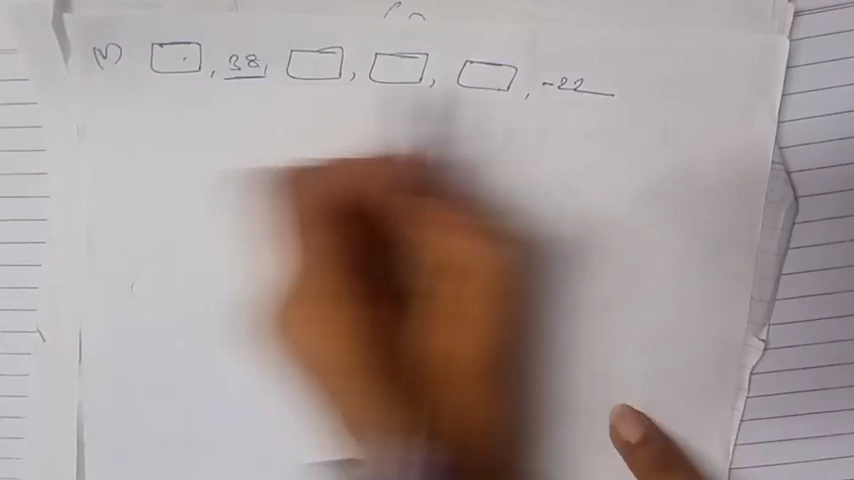 (v) □, 38, □, □, □, -22